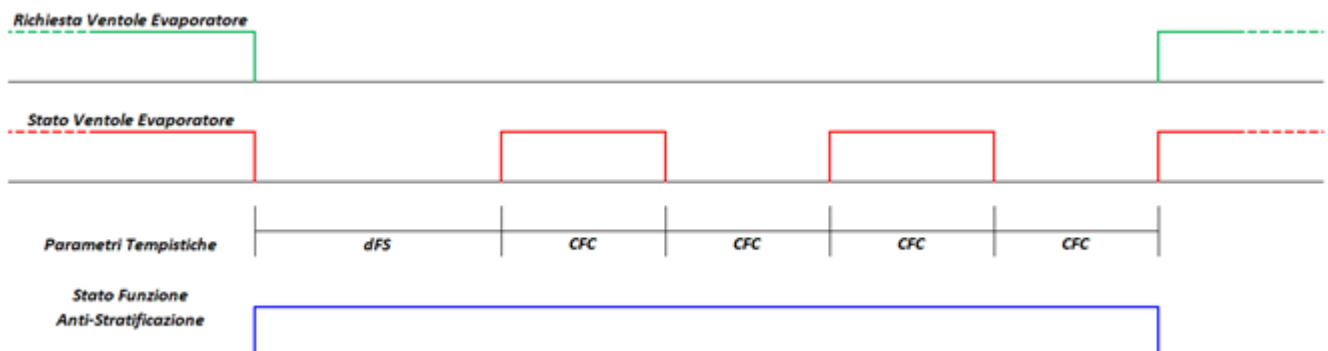 Richiesta Ventole Evaporatore
Stato Ventole Evaporatore
Parametri Tempistiche dFS CFC CFC CFC CFC
Stato Funzione
Anti-Stratificazione